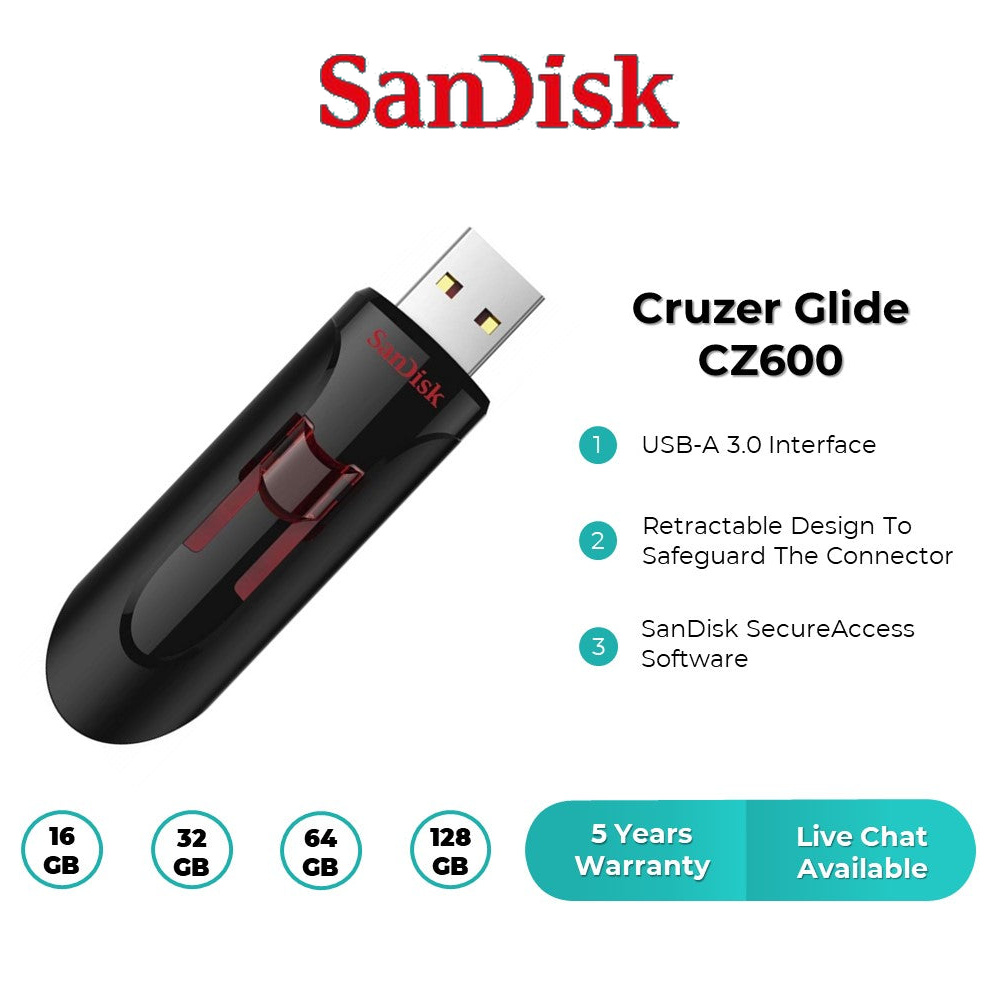 SanDisk
SanDisk
Cruzer Glide
CZ600
1 USB-A 3.0 Interface
2 Retractable Design To
Safeguard The Connector
3 SanDisk SecureAccess
Software
16
GB
32
GB
64
GB
128
GB
5 Years
Warranty
Live Chat
Available